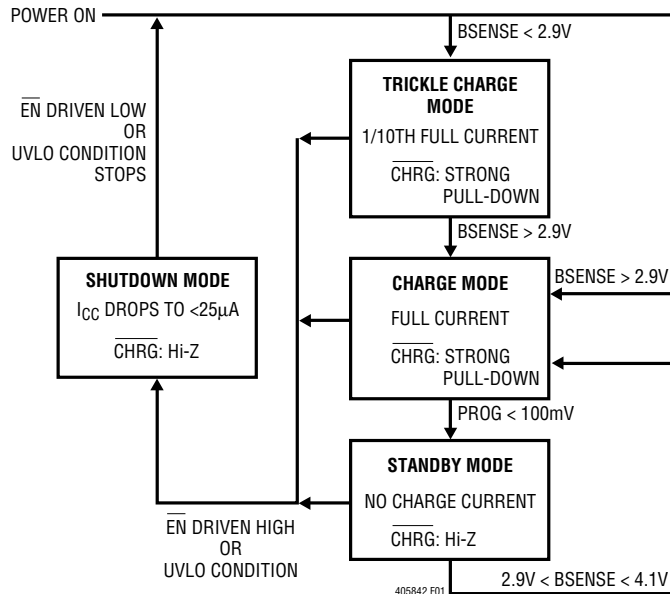 POWER ON
BSENSE < 2.9V
TRICKLE CHARGE
MODE
1/10TH FULL CURRENT
CHRG: STRONG
PULL-DOWN
EN DRIVEN LOW
OR
UVLO CONDITION
STOPS
BSENSE > 2.9V
SHUTDOWN MODE
ICC DROPS TO <25µA
CHRG: Hi-Z
CHARGE MODE
FULL CURRENT
CHRG: STRONG
PULL-DOWN
BSENSE > 2.9V
PROG < 100mV
STANDBY MODE
NO CHARGE CURRENT
CHRG: Hi-Z
EN DRIVEN HIGH
OR
UVLO CONDITION
405842 F01
2.9V < BSENSE < 4.1V